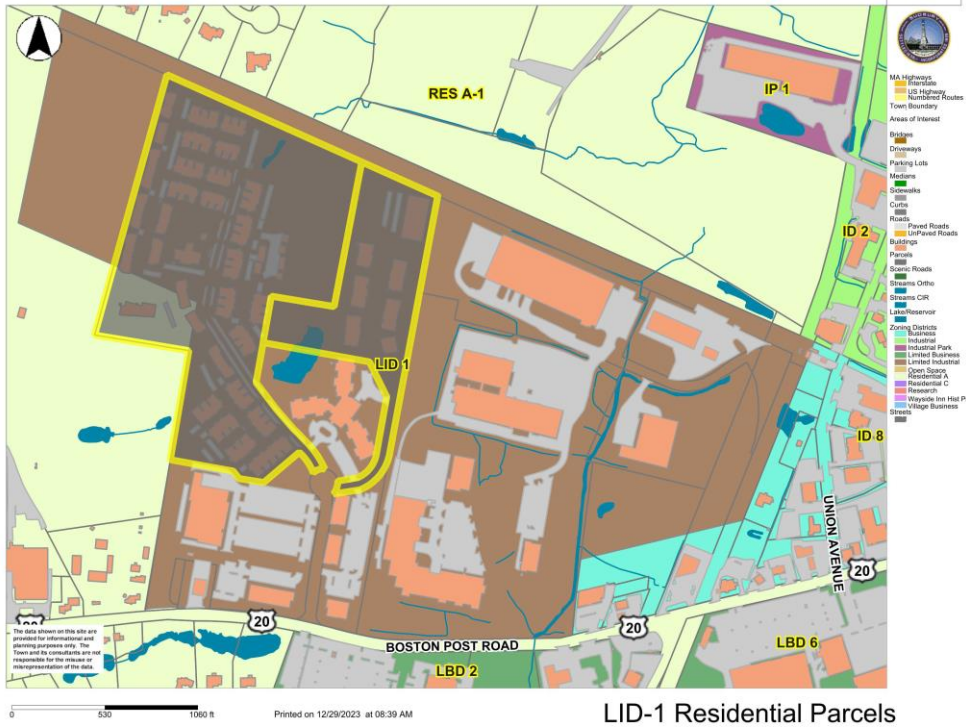 RES A-1
IP 1
ID 2
LID 1
ID 8
UNION AVENUE
20
20
20
20
BOSTON POST ROAD
LBD 2
LBD 6
The data shown on this site are
provided for informational and
planning purposes only. The
Town and its consultants are not
responsible for the misuse or
misrepresentation of the data.
MA Highways
Interstate
US Highway
Numbered Routes
Town Boundary
Areas of Interest
Bridges
Driveways
Parking Lots
Medians
Sidewalks
Curbs
Roads
Paved Roads
UnPaved Roads
Buildings
Parcels
Scenic Roads
Streams Ortho
Streams CIR
Lake/Reservoir
Zoning Districts
Business
Industrial
Industrial Park
Limited Business
Limited Industrial
Open Space
Residential A
Residential C
Research
Wayside Inn Hist P
Village Business
Streets
0 530 1060 ft
Printed on 12/29/2023 at 08:39 AM
LID-1 Residential Parcels